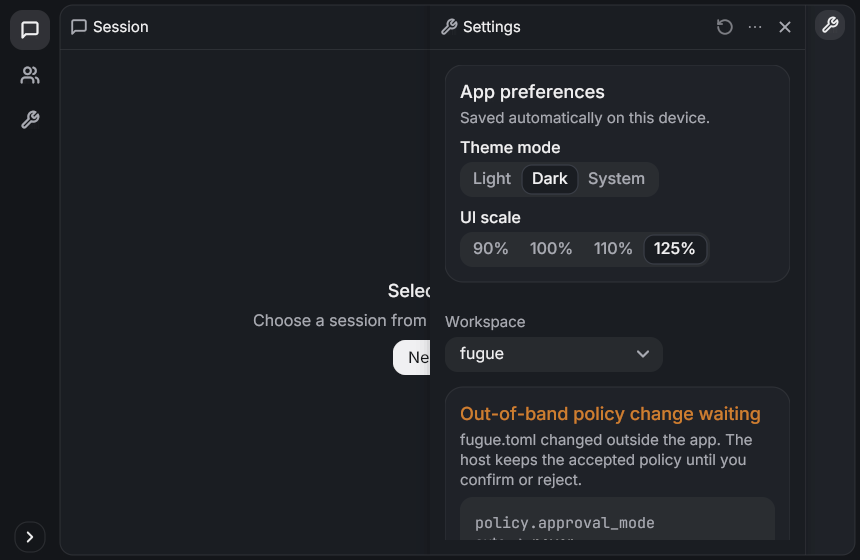 Session
Settings
App preferences
Saved automatically on this device.
Theme mode
Light Dark System
UI scale
90% 100% 110% 125%
Selec
Choose a session from
Ne
Workspace
fugue
Out-of-band policy change waiting
fugue.toml changed outside the app. The
host keeps the accepted policy until you
confirm or reject.
policy.approval_mode